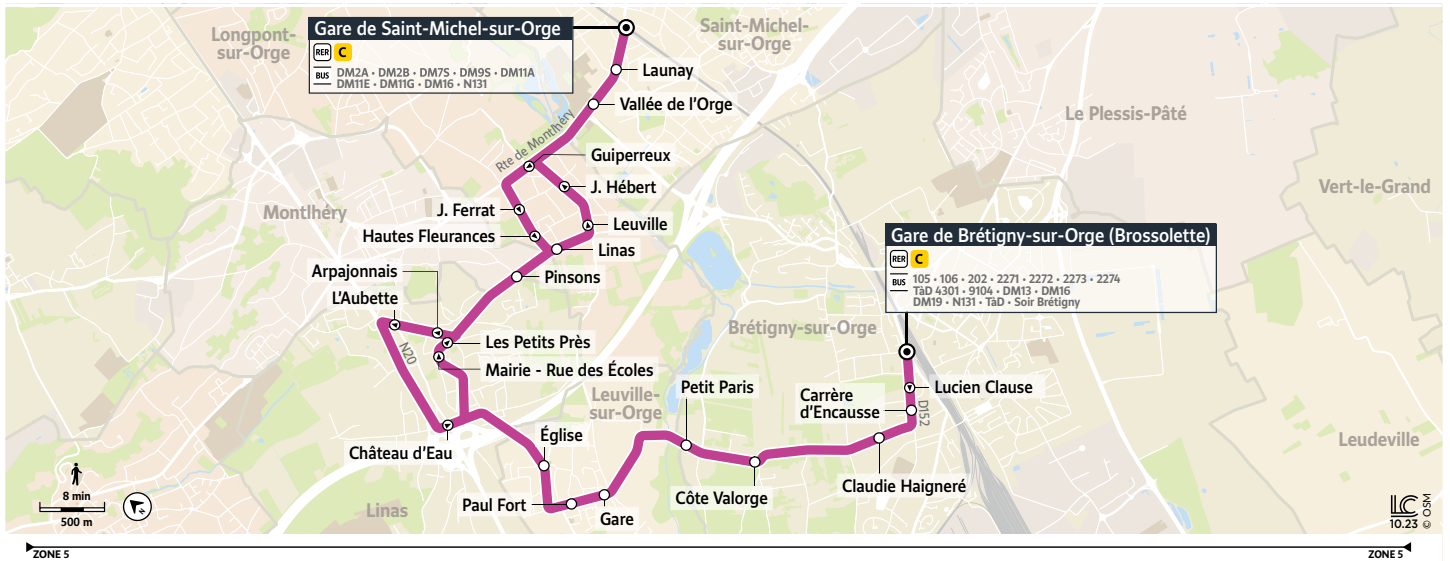 Gare de Saint-Michel-sur-Orge
RER C
BUS DM2A • DM2B • DM7S • DM9S • DM11A
DM11E • DM11G • DM16 • N131
Longpont-
sur-Orge
Saint-Michel-
sur-Orge
Launay
Vallée de l'Orge
Le Plessis-Pâté
Rte de Montlhéry
Guiperreux
J. Hébert
Vert-le-Grand
Montlhéry
J. Ferrat
Leuville
Hautes Fleurances
Linas
Gare de Brétigny-sur-Orge (Brossolette)
RER C
BUS 105 • 106 • 202 • 2271 • 2272 • 2273 • 2274
TàD 4301 • 9104 • DM13 • DM16
DM19 • N131 • TàD • Soir Brétigny
Arpajonnais
Pinsons
L'Aubette
Brétigny-sur-Orge
N20
Les Petits Près
Mairie - Rue des Écoles
Leuville-
sur-Orge
Petit Paris
Carrère
d'Encausse
Lucien Clause
D152
Église
Château d'Eau
Leudeville
Claudie Haigneré
Côte Valorge
Paul Fort
Gare
Linas
8 min
500 m
N
LC
10.23
© OSM
ZONE 5
ZONE 5